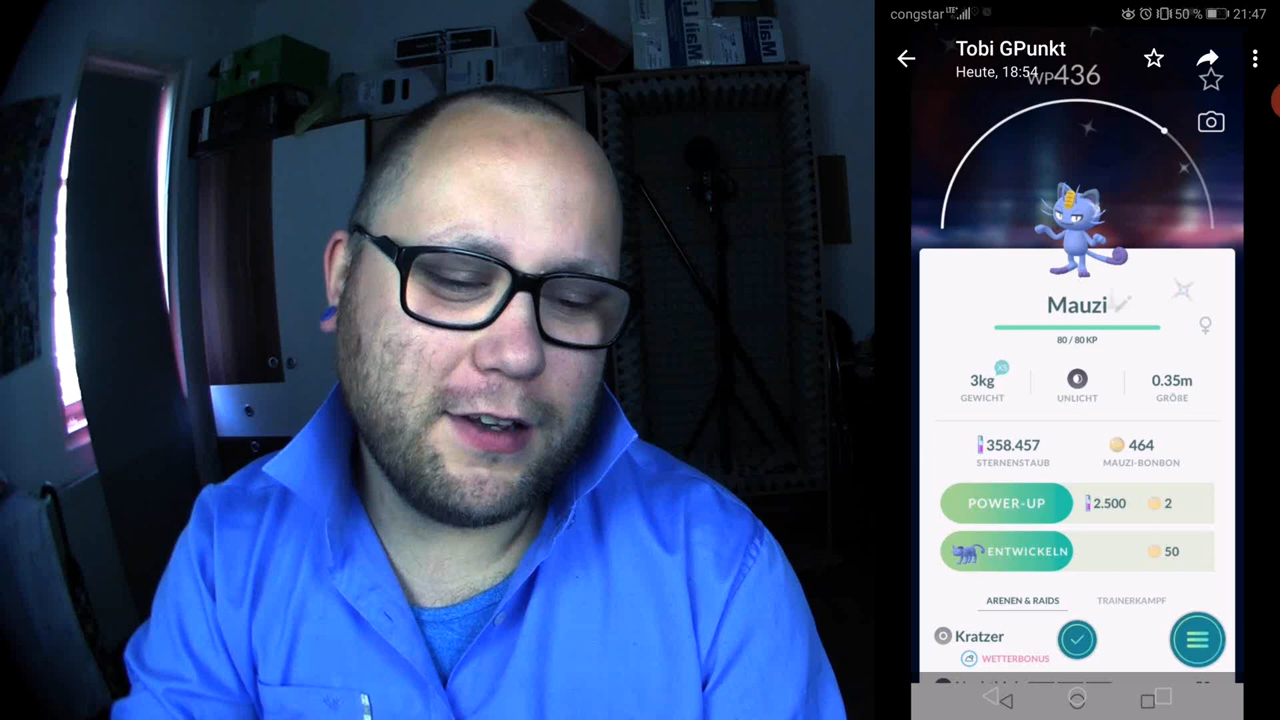 congstar LTE 50 % 21:47
Tobi GPunkt
Heute, 18:54
WP436
Mauzi
80 / 80 KP
XS
3kg
GEWICHT
UNLICHT
0.35m
GRÖßE
358.457
STERNENSTAUB
464
MAUZI-BONBON
POWER-UP
2.500
2
ENTWICKELN
50
ARENEN & RAIDS
TRAINERKAMPF
Kratzer
WETTERBONUS